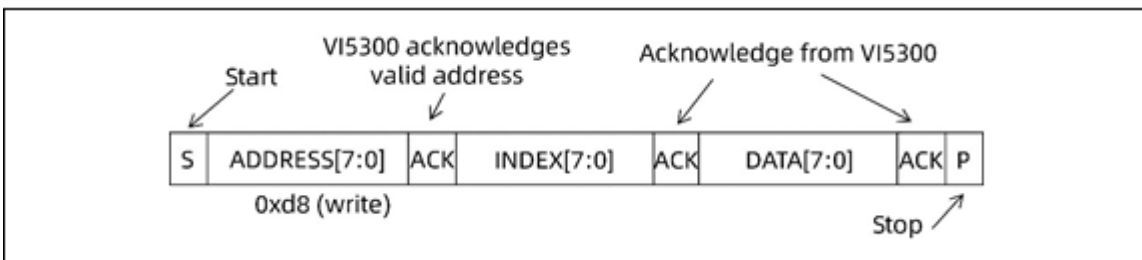 VI5300 acknowledges
valid address
Acknowledge from VI5300
Start
S ADDRESS[7:0] ACK INDEX[7:0] ACK DATA[7:0] ACK P
0xd8 (write)
Stop